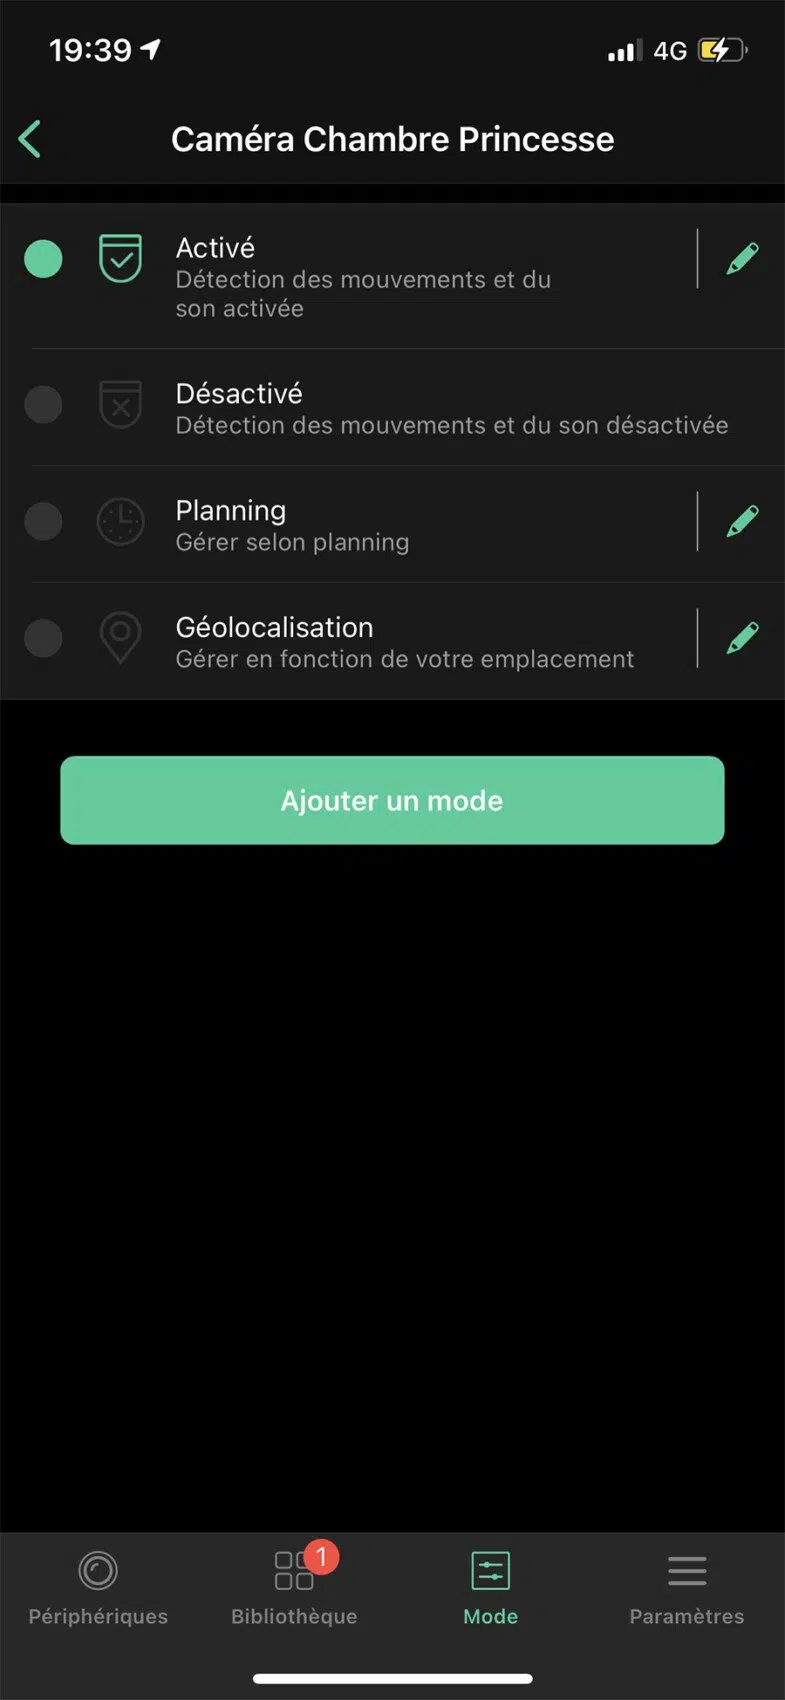 19:39
4G
Caméra Chambre Princesse
Activé
Détection des mouvements et du
son activée
Désactivé
Détection des mouvements et du son désactivée
Planning
Gérer selon planning
Géolocalisation
Gérer en fonction de votre emplacement
Ajouter un mode
1
Périphériques
Bibliothèque
Mode
Paramètres